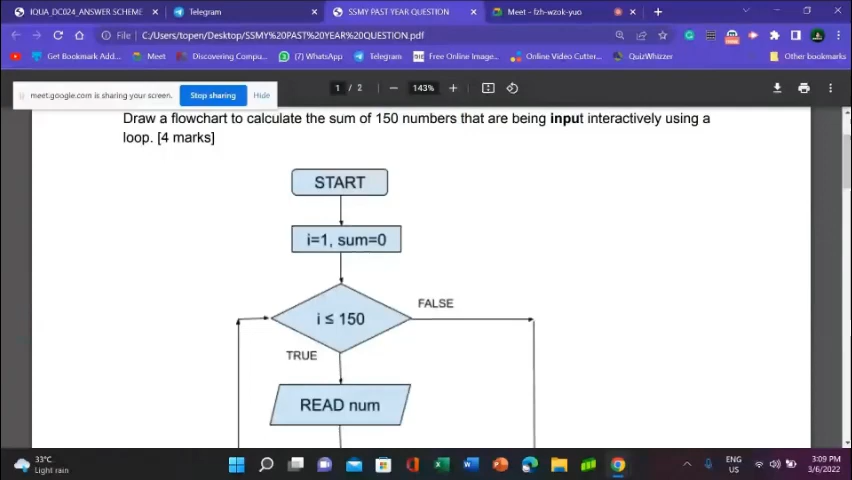 IQUA_DC024_ANSWER SCHEME
Telegram
SSMY PAST YEAR QUESTION
Meet - fzh-wzok-yuo
File
C:/Users/toper/Desktop/SSMY%20PAST%20YEAR%20QUESTION.pdf
Get Bookmark Add...
Meet
Discovering Compu...
(7) WhatsApp
Telegram
Free Online Image...
Online Video Cutter...
QuizWhizzer
Other bookmarks
meet.google.com is sharing your screen.
Stop sharing
Hide
1 / 2
143%
Draw a flowchart to calculate the sum of 150 numbers that are being input interactively using a
loop. [4 marks]
START
i=1, sum=0
i ≤ 150
FALSE
TRUE
READ num
33°C
Light rain
ENG
US
3:09 PM
3/6/2022